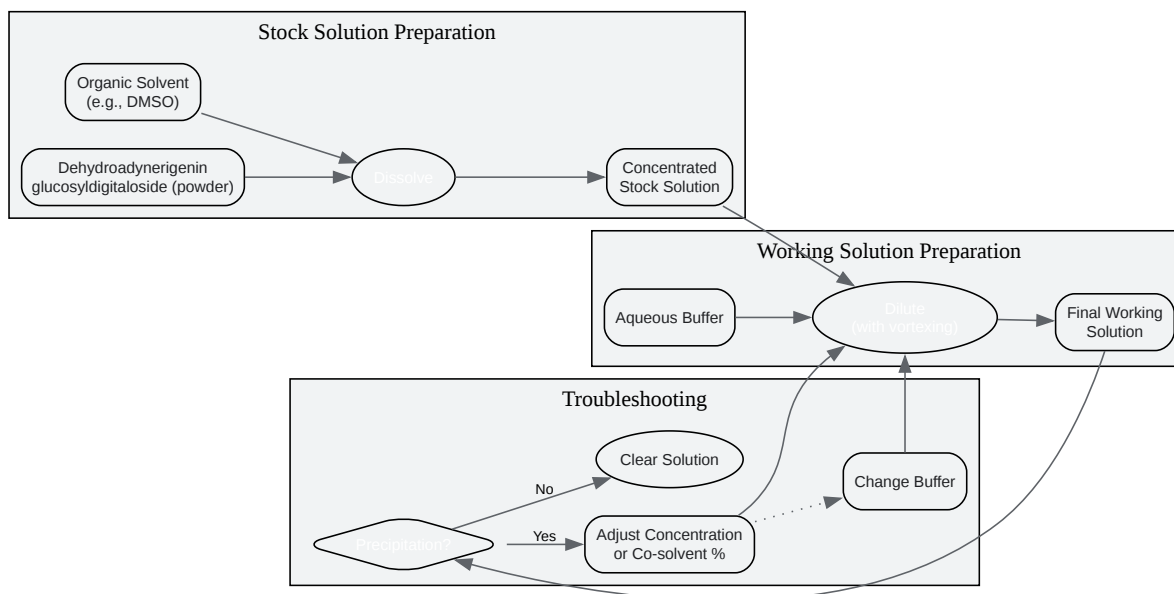 Stock Solution Preparation
Organic Solvent
(e.g., DMSO)
Dehydroadynerigenin
glucosyldigitaloside (powder)
Dissolve
Concentrated
Stock Solution
Working Solution Preparation
Aqueous Buffer
Dilute
(with vortexing)
Final Working
Solution
Troubleshooting
Clear Solution
Change Buffer
No
Precipitation?
Yes
Adjust Concentration
or Co-solvent %